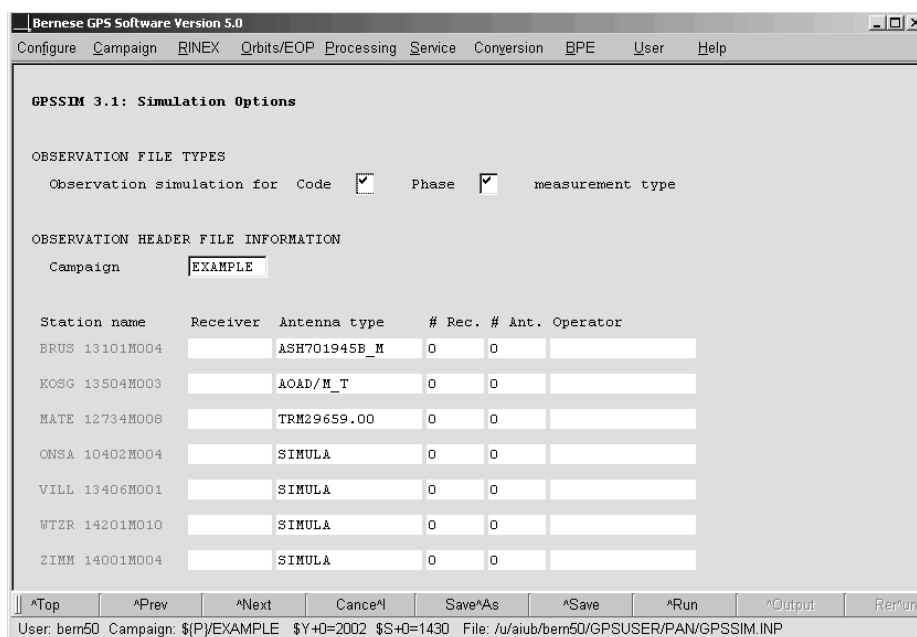 Bernese GPS Software Version 5.0
Configure Campaign RINEX Orbits/EOP Processing Service Conversion BPE User Help
GPSSIM 3.1: Simulation Options
OBSERVATION FILE TYPES
Observation simulation for Code Phase measurement type
OBSERVATION HEADER FILE INFORMATION
Campaign EXAMPLE
Station name Receiver Antenna type # Rec. # Ant. Operator
BRUS 13101M004 ASH701945B_M 0 0
KOSG 13504M003 AOAD/M_T 0 0
MATE 12734M008 TRM29659.00 0 0
ONSA 10402M004 SIMULA 0 0
VILL 13406M001 SIMULA 0 0
WTZR 14201M010 SIMULA 0 0
ZIMM 14001M004 SIMULA 0 0
^Top ^Prev ^Next Cance^l Save^As ^Save ^Run ^Output Rer^un
User: bern50 Campaign: ${P}/EXAMPLE $Y+0=2002 $S+0=1430 File: /u/aiub/bern50/GPSUSER/PAN/GPSSIM.INP